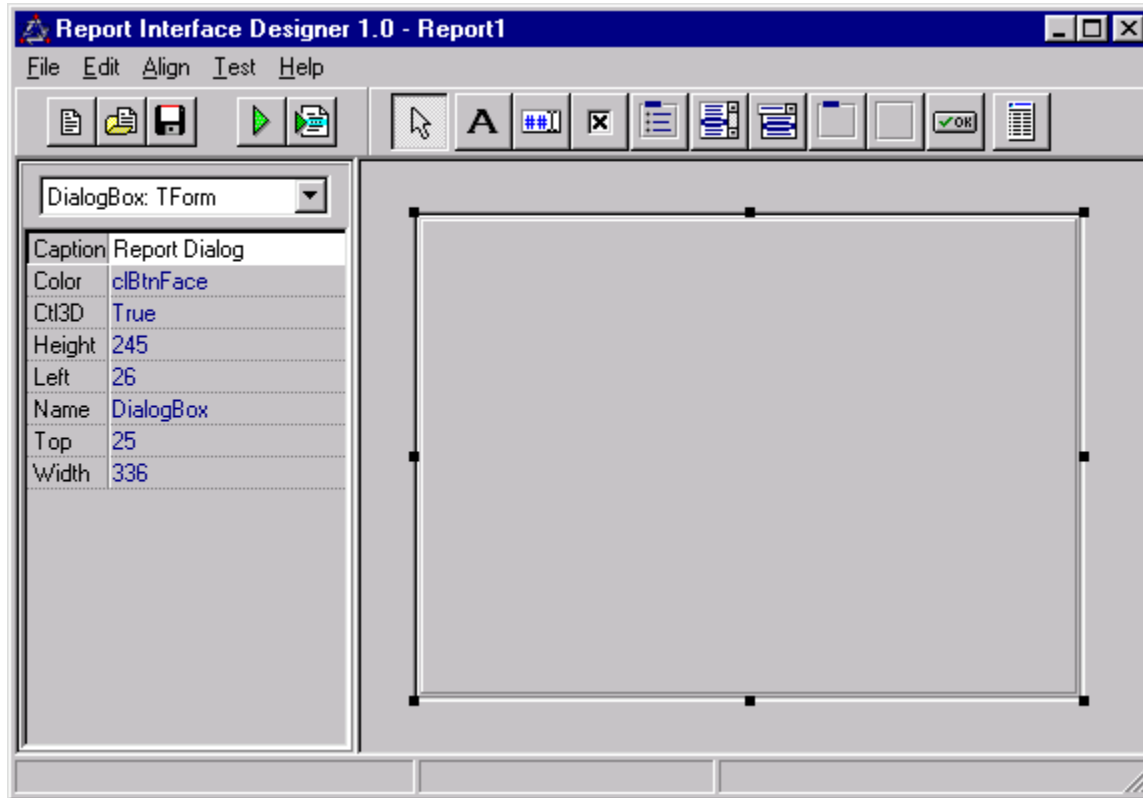 Report Interface Designer 1.0 - Report1
File Edit Align Test Help
A ##I OK
DialogBox: TForm
Caption Report Dialog
Color clBtnFace
Ctl3D True
Height 245
Left 26
Name DialogBox
Top 25
Width 336